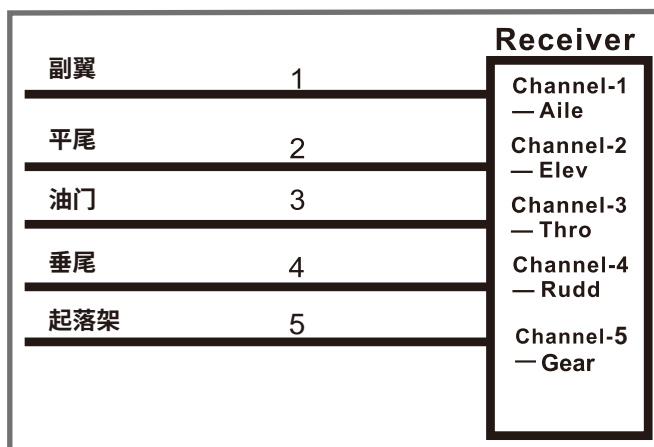 Receiver
副翼 1
Channel-1
— Aile
平尾 2
Channel-2
— Elev
油门 3
Channel-3
— Thro
垂尾 4
Channel-4
— Rudd
起落架 5
Channel-5
— Gear